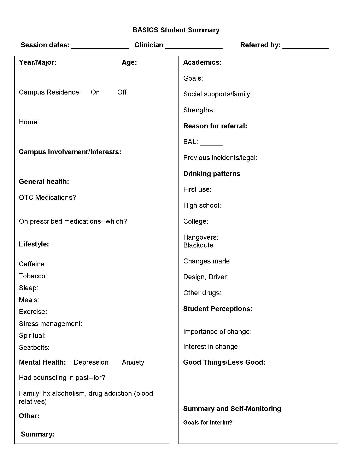 BASICS Student Summary
Session dates: _______________ Clinician _______________ Referred by: ____________
Year/Major: Age:
Campus Residence On Off
Home
Campus Involvement/Interests:
General health:
OTC Medications?
On prescribed medications--which?
Lifestyle:
Caffeine
Tobacco
Sleep:
Meals:
Exercise:
Stress management:
Spiritual:
Seatbelts:
Mental Health: Depression Anxiety
Had counseling in past--for?
Family hx alcoholism, drug addiction (blood
relatives)
Other:
Summary:
Academics:
Goals:
Social supports/family
Strengths:
Reason for referral:
BAL: ______
Previous incidents/legal:
Drinking patterns
First use:
High school:
College:
Hangovers:
Blackouts
Changes made
Design. Driver
Other drugs:
Student Perceptions:
Importance of change:
Interest in change
Good Things/Less Good:
Summary and Self-Monitoring
Goals for interim?